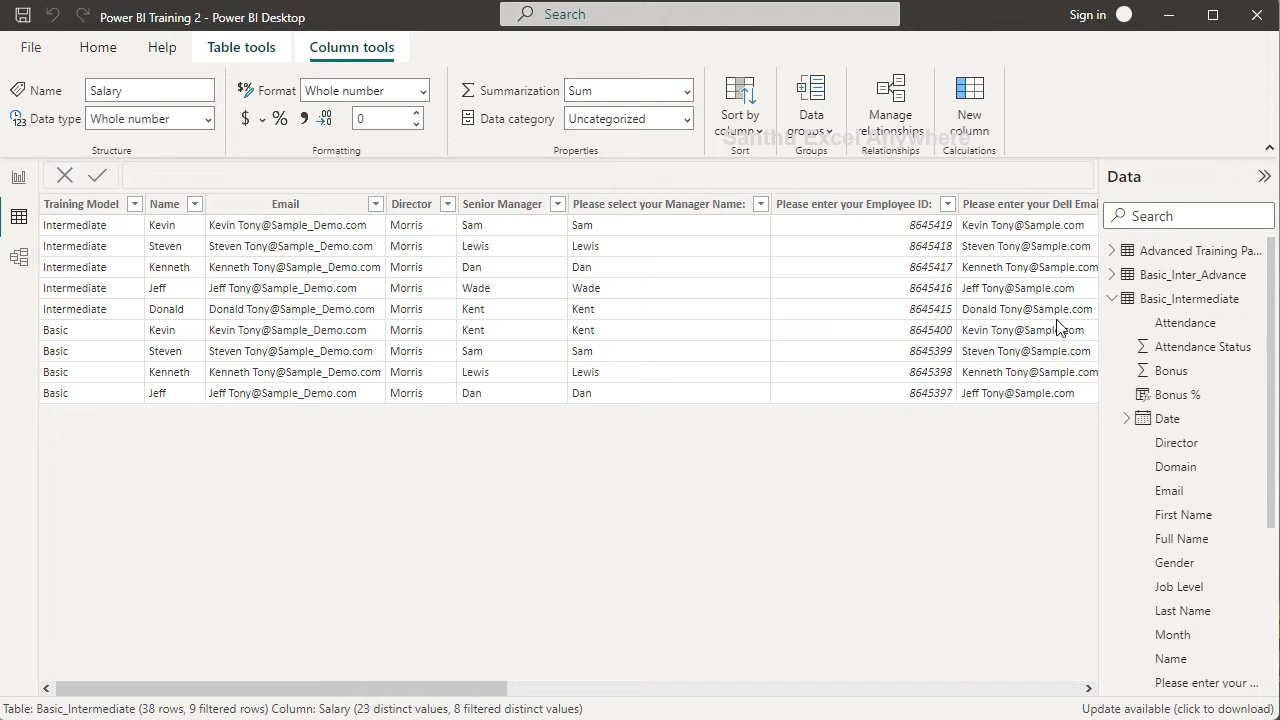 Power BI Training 2 - Power BI Desktop
Search
Sign in
File
Home
Help
Table tools
Column tools
Name
Salary
Format
Whole number
Summarization
Sum
Data type
Whole number
$ % 9 .00
0
Data category
Uncategorized
Sort by column
Data groups
Manage relationships
New column
Santha Excel Anywhere
Structure
Formatting
Properties
Sort
Groups
Relationships
Calculations
Training Model Name Email Director Senior Manager Please select your Manager Name: Please enter your Employee ID: Please enter your Dell Emai
Intermediate Kevin Kevin Tony@Sample_Demo.com Morris Sam Sam 8645419 Kevin Tony@Sample.com
Intermediate Steven Steven Tony@Sample_Demo.com Morris Lewis Lewis 8645418 Steven Tony@Sample.com
Intermediate Kenneth Kenneth Tony@Sample_Demo.com Morris Dan Dan 8645417 Kenneth Tony@Sample.com
Intermediate Jeff Jeff Tony@Sample_Demo.com Morris Wade Wade 8645416 Jeff Tony@Sample.com
Intermediate Donald Donald Tony@Sample_Demo.com Morris Kent Kent 8645415 Donald Tony@Sample.com
Basic Kevin Kevin Tony@Sample_Demo.com Morris Kent Kent 8645400 Kevin Tony@Sample.com
Basic Steven Steven Tony@Sample_Demo.com Morris Sam Sam 8645399 Steven Tony@Sample.com
Basic Kenneth Kenneth Tony@Sample_Demo.com Morris Lewis Lewis 8645398 Kenneth Tony@Sample.com
Basic Jeff Jeff Tony@Sample_Demo.com Morris Dan Dan 8645397 Jeff Tony@Sample.com
Data
Search
Advanced Training Pa...
Basic_Inter_Advance
Basic_Intermediate
Attendance
Attendance Status
Bonus
Bonus %
Date
Director
Domain
Email
First Name
Full Name
Gender
Job Level
Last Name
Month
Name
Please enter your ...
Table: Basic_Intermediate (38 rows, 9 filtered rows) Column: Salary (23 distinct values, 8 filtered distinct values)
Update available (click to download)